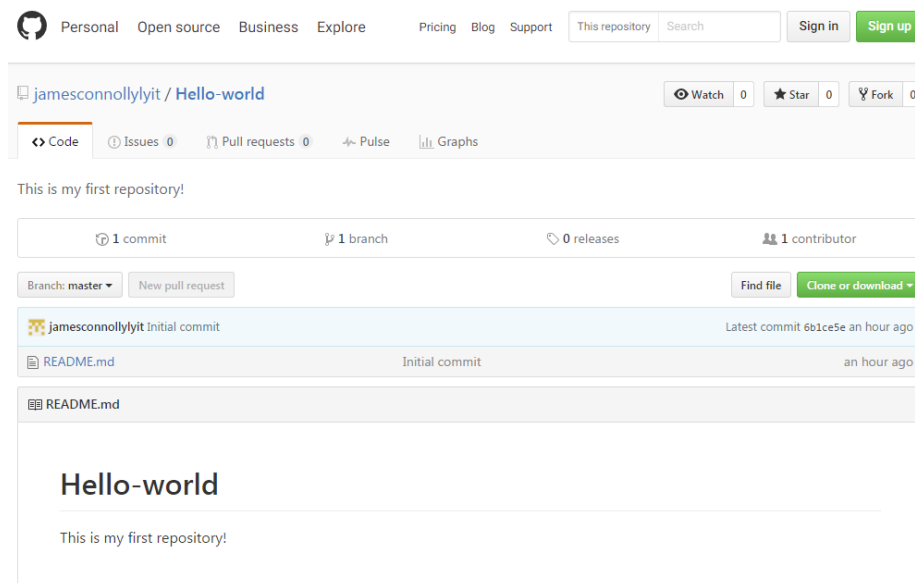 Personal Open source Business Explore Pricing Blog Support This repository Search Sign in Sign up
jamesconnollylyit / Hello-world Watch 0 Star 0 Fork 0
Code Issues 0 Pull requests 0 Pulse Graphs
This is my first repository!
1 commit 1 branch 0 releases 1 contributor
Branch: master New pull request Find file Clone or download
jamesconnollylyit Initial commit Latest commit 6b1ce5e an hour ago
README.md Initial commit an hour ago
README.md
Hello-world
This is my first repository!